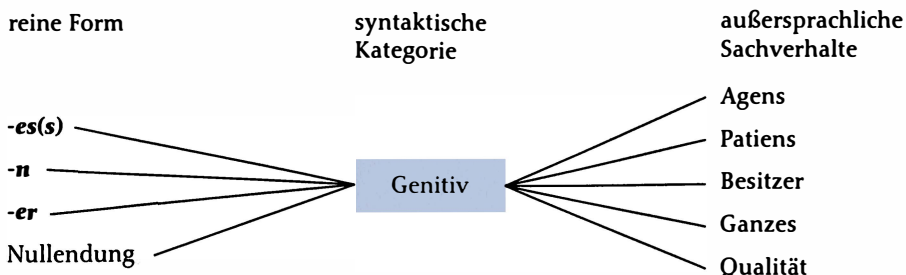 reine Form
syntaktische
Kategorie
außersprachliche
Sachverhalte
-es(s)
-n
-er
Nullendung
Genitiv
Agens
Patiens
Besitzer
Ganzes
Qualität